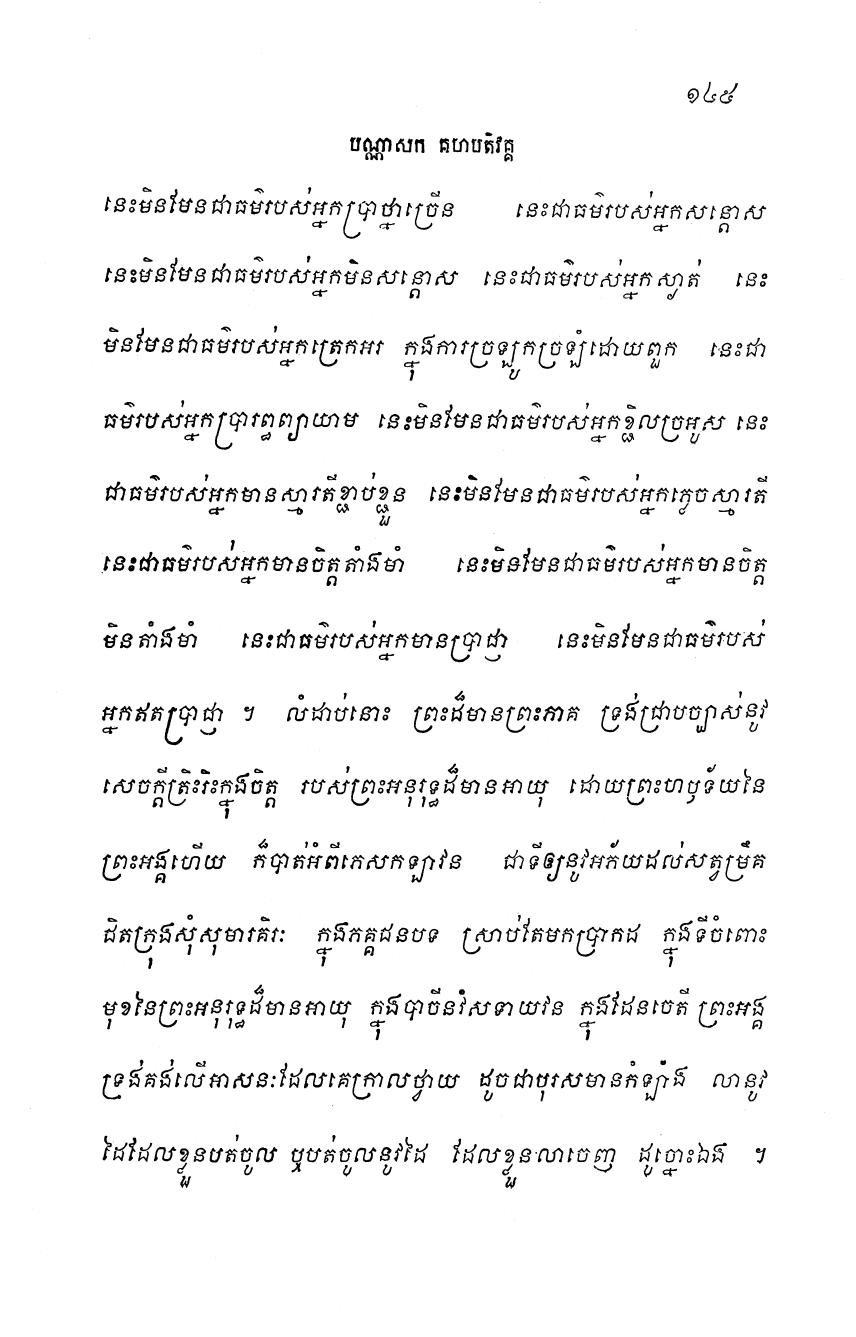 ១៤៥
បណ្ណាសក គហបតិវគ្គ
នេះមិនមែនជាធម៌របស់អ្នកប្រាថ្នាច្រើន នេះជាធម៌របស់អ្នកសន្តោស
នេះមិនមែនជាធម៌របស់អ្នកមិនសន្តោស នេះជាធម៌របស់អ្នកស្ងាត់ នេះ
មិនមែនជាធម៌របស់អ្នកត្រេកអរ ក្នុងការច្រឡូកច្រឡំដោយពួក នេះជា
ធម៌របស់អ្នកប្រារព្ធព្យាយាម នេះមិនមែនជាធម៌របស់អ្នកខ្ជិលច្រអូស នេះ
ជាធម៌របស់អ្នកមានស្មារតីខ្ជាប់ខ្ជួន នេះមិនមែនជាធម៌របស់អ្នកភ្លេចស្មារតី
នេះជាធម៌របស់អ្នកមានចិត្តតាំងមាំ នេះមិនមែនជាធម៌របស់អ្នកមានចិត្ត
មិនតាំងមាំ នេះជាធម៌របស់អ្នកមានប្រាជ្ញា នេះមិនមែនជាធម៌របស់
អ្នកឥតប្រាជ្ញា ។ លំដាប់នោះ ព្រះដ៏មានព្រះភាគ ទ្រង់ជ្រាបច្បាស់នូវ
សេចក្តីត្រិះរិះក្នុងចិត្ត របស់ព្រះអនុរុទ្ធដ៏មានអាយុ ដោយព្រះហឫទ័យនៃ
ព្រះអង្គហើយ ក៏បាត់អំពីភេសកឡាវន ជាទីឲ្យនូវអភ័យដល់សត្វម្រឹគ
ជិតក្រុងសុំសុមារគិរៈ ក្នុងភគ្គជនបទ ស្រាប់តែមកប្រាកដ ក្នុងទីចំពោះ
មុខនៃព្រះអនុរុទ្ធដ៏មានអាយុ ក្នុងបាចីនវំសទាយវន ក្នុងដែនចេតី ព្រះអង្គ
ទ្រង់គង់លើអាសនៈដែលគេក្រាលថ្វាយ ដូចជាបុរសមានកំឡាំង លានូវ
ដៃដែលខ្លួនបត់ចូល ឬបត់ចូលនូវដៃ ដែលខ្លួនលាចេញ ដូច្នោះឯង ។